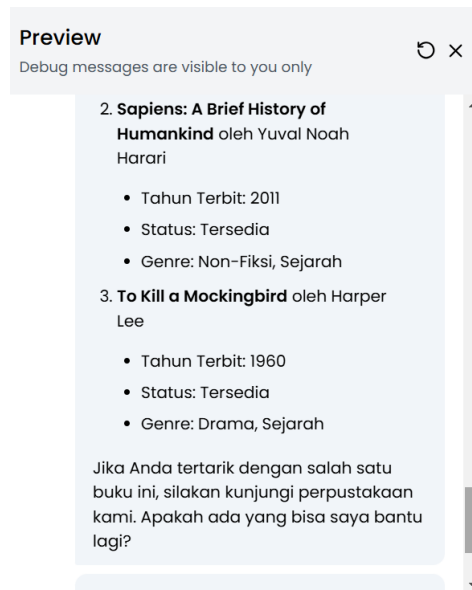 Preview
Debug messages are visible to you only
2. Sapiens: A Brief History of
Humankind oleh Yuval Noah
Harari
• Tahun Terbit: 2011
• Status: Tersedia
• Genre: Non-Fiksi, Sejarah
3. To Kill a Mockingbird oleh Harper
Lee
• Tahun Terbit: 1960
• Status: Tersedia
• Genre: Drama, Sejarah
Jika Anda tertarik dengan salah satu
buku ini, silakan kunjungi perpustakaan
kami. Apakah ada yang bisa saya bantu
lagi?